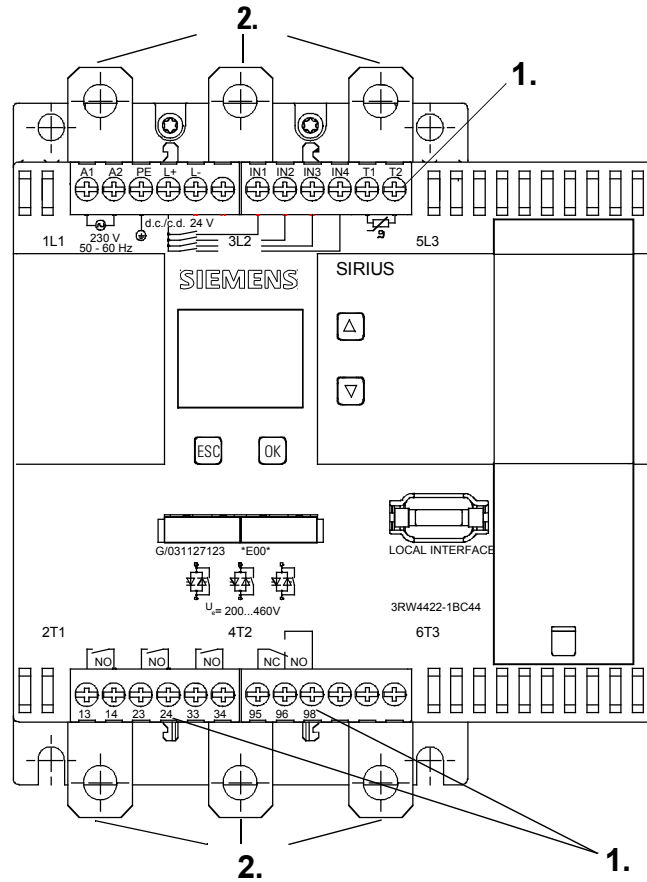 2.
1.
A1 A2 PE L+ L- IN1 IN2 IN3 IN4 T1 T2
d.c./c.d. 24 V
1L1 230 V 3L2 5L3
50 - 60 Hz
SIEMENS SIRIUS
ESC OK
G/031127123 *E00* LOCAL INTERFACE
Ue= 200...460V 3RW4422-1BC44
2T1 4T2 6T3
NO NO NO NC NO
13 14 23 24 33 34 95 96 98
2. 1.